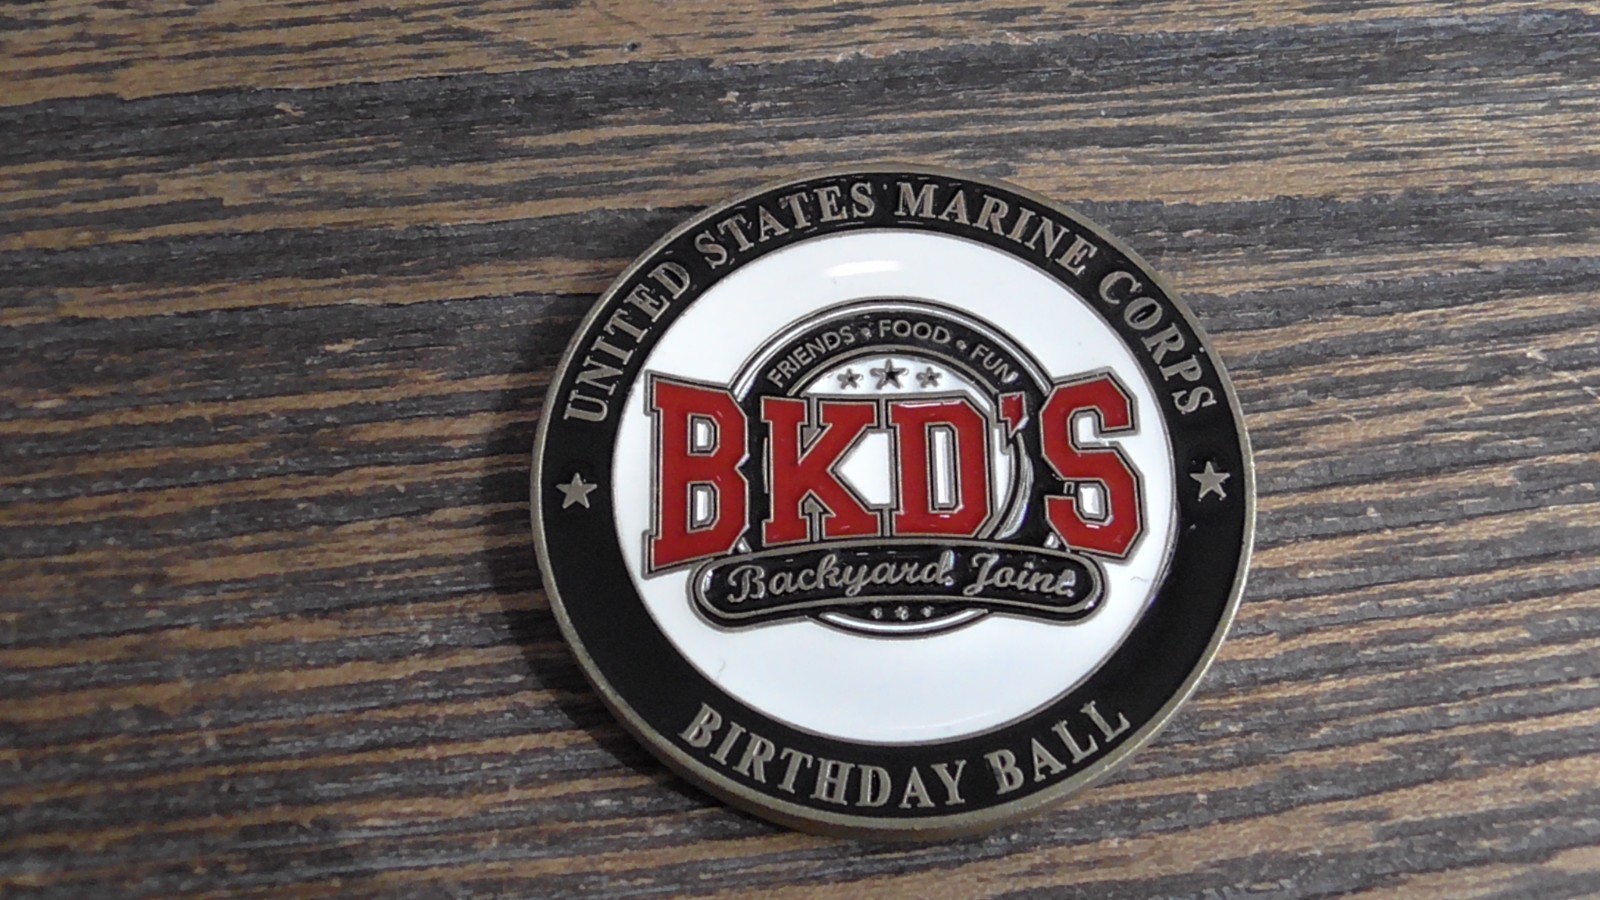 UNITED STATES MARINE CORPS
FRIENDS • FOOD • FUN
BKD'S
Backyard Joint
BIRTHDAY BALL